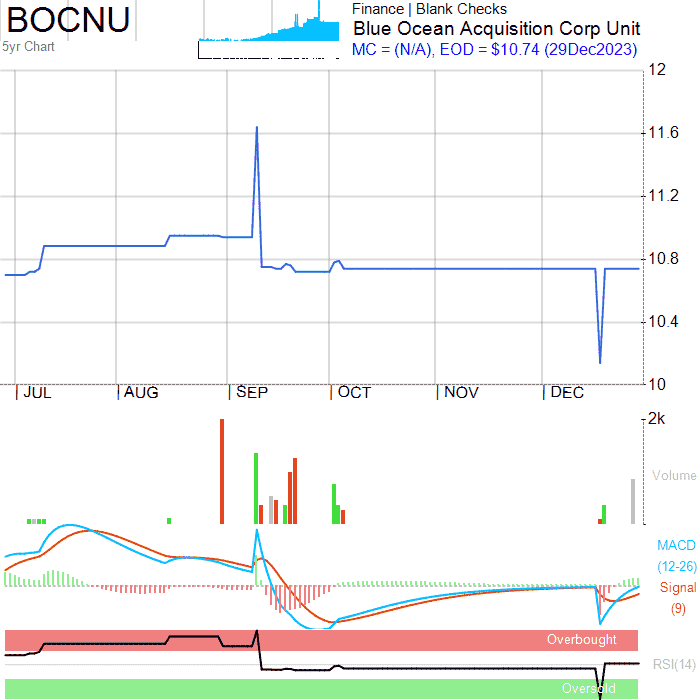 BOCNU
5yr Chart
Finance | Blank Checks
Blue Ocean Acquisition Corp Unit
MC = (N/A), EOD = $10.74 (29Dec2023)
12
11.6
11.2
10.8
10.4
10
JUL AUG SEP OCT NOV DEC
2k
Volume
MACD
(12-26)
Signal
(9)
Overbought
RSI(14)
Oversold